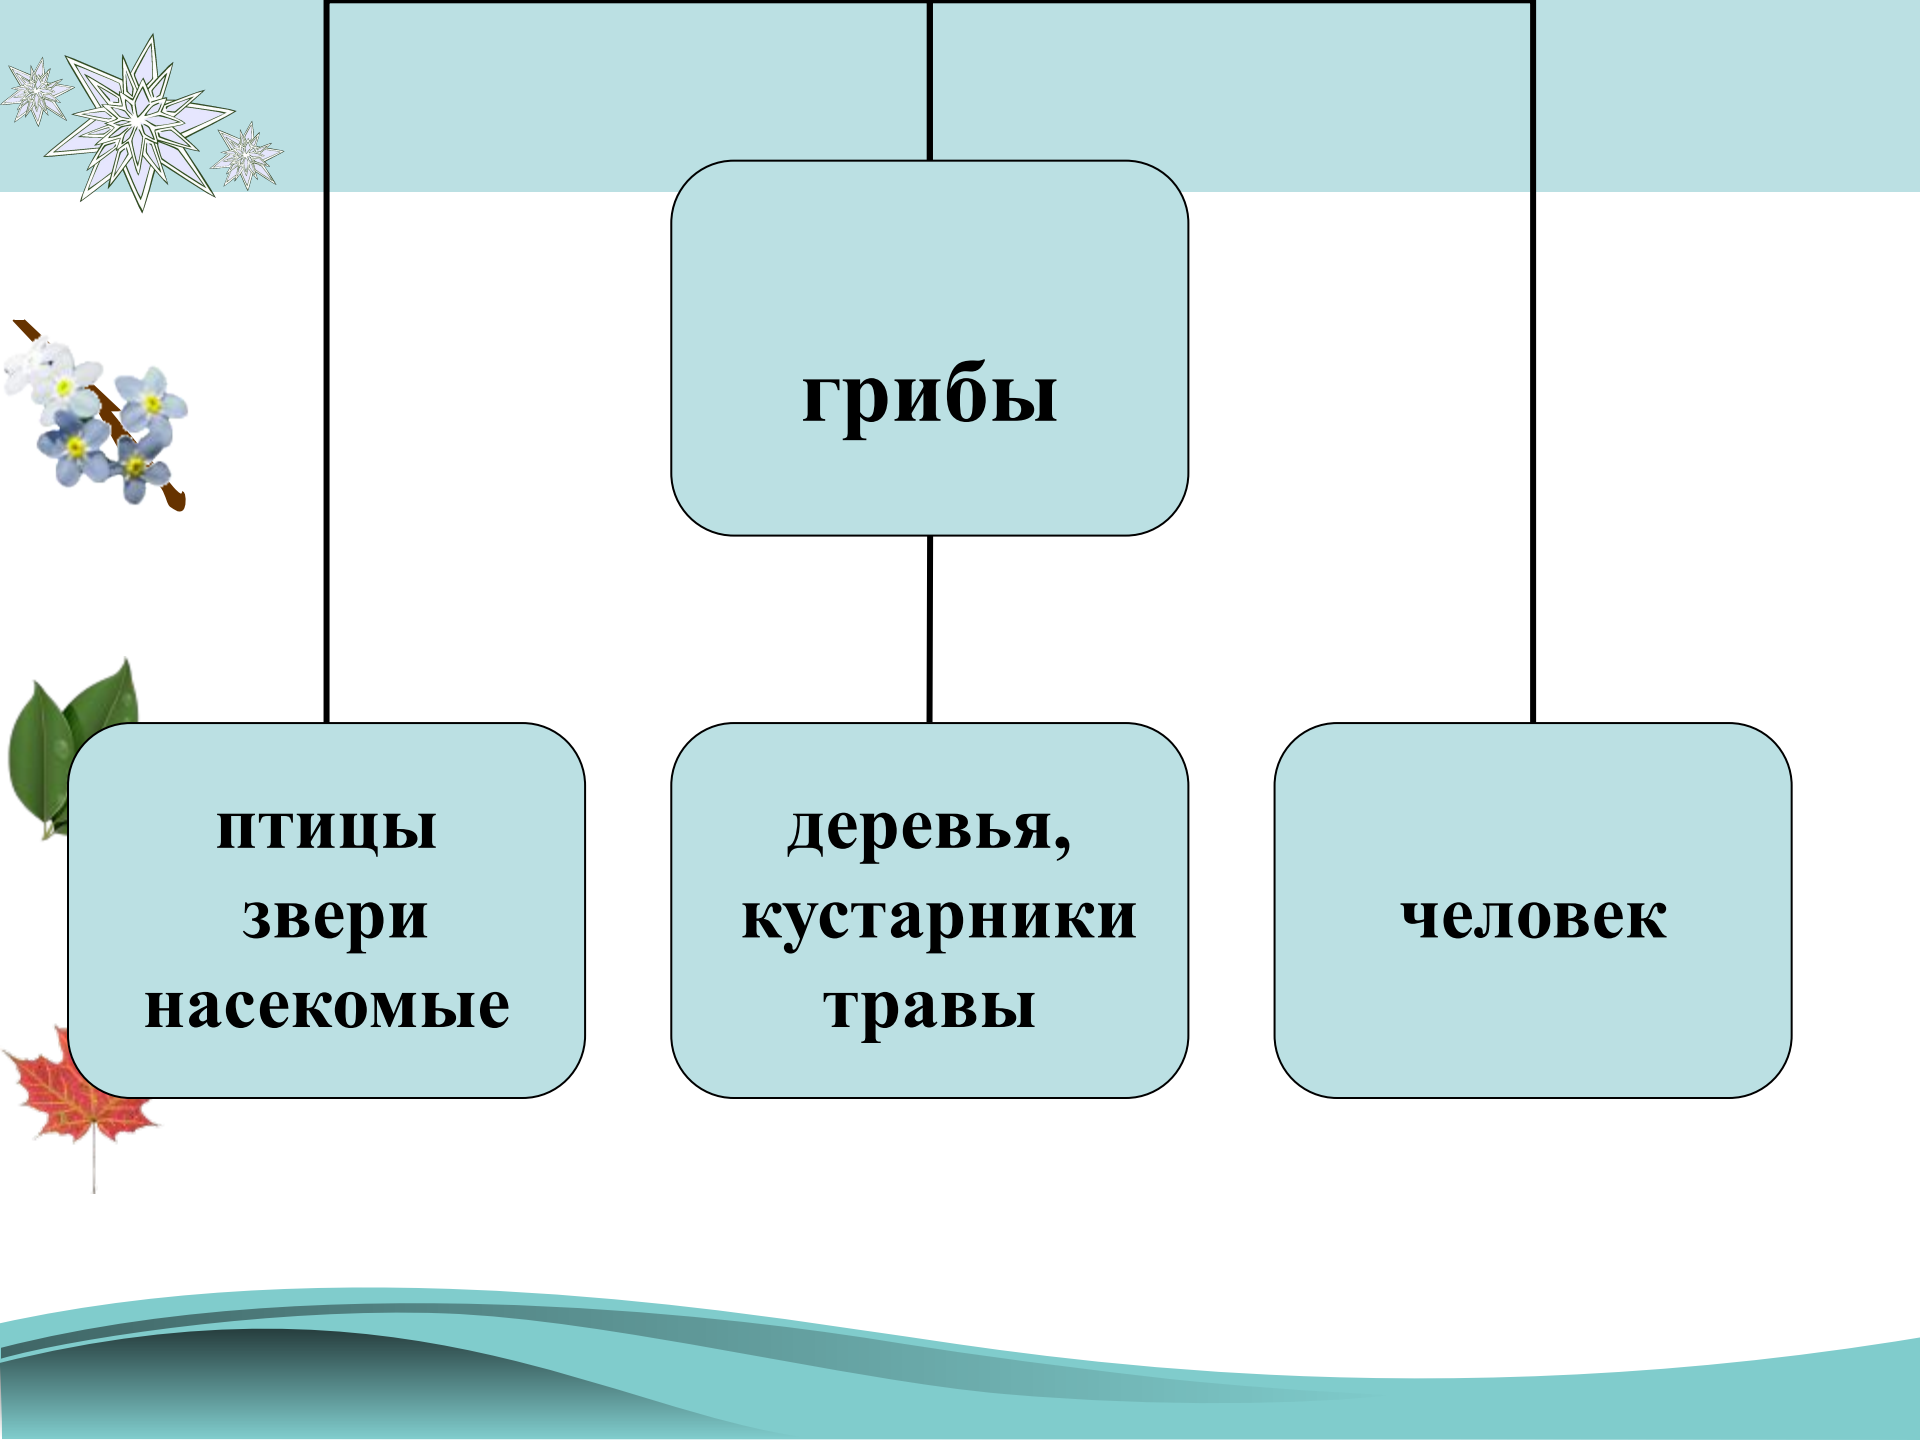 грибы
птицы
звери
насекомые
деревья,
кустарники
травы
человек